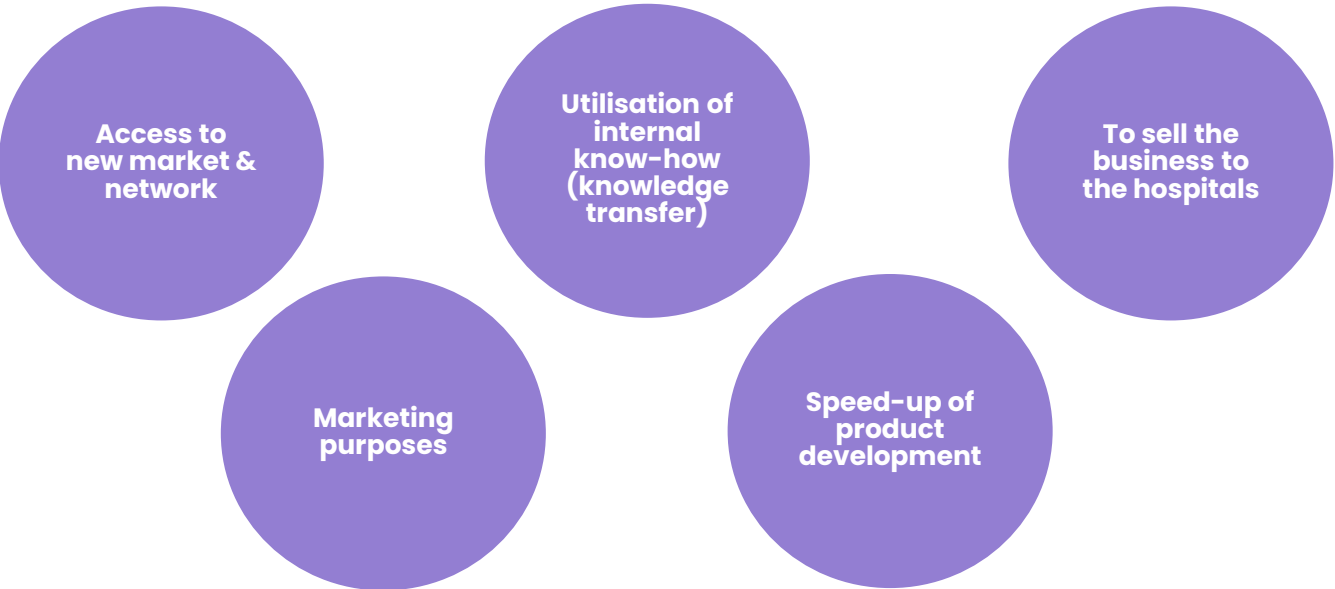 Access to
new market &
network
Utilisation of
internal
know-how
(knowledge
transfer)
To sell the
business to
the hospitals
Marketing
purposes
Speed-up of
product
development